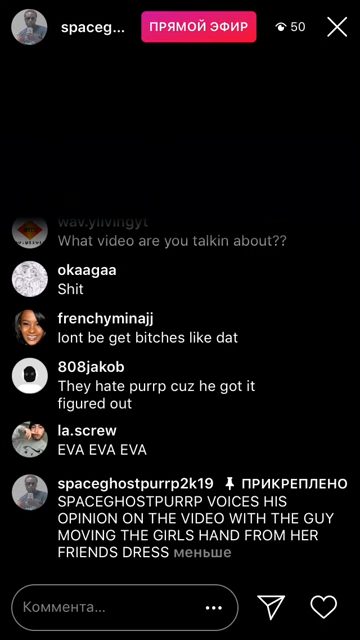 spaceg...
ПРЯМОЙ ЭФИР
50
wav.ylivingyt
What video are you talkin about??
okaagaa
Shit
frenchyminajj
Iont be get bitches like dat
808jakob
They hate purrp cuz he got it
figured out
la.screw
EVA EVA EVA
spaceghostpurrp2k19 ПРИКРЕПЛЕНО
SPACEGHOSTPURRP VOICES HIS
OPINION ON THE VIDEO WITH THE GUY
MOVING THE GIRLS HAND FROM HER
FRIENDS DRESS меньше
Коммента...